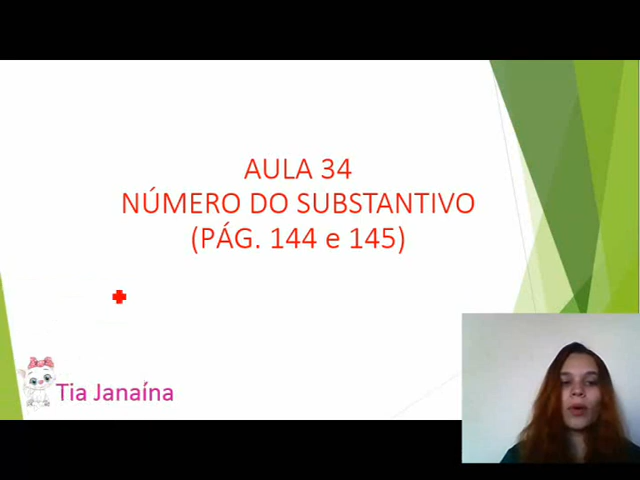 AULA 34
NÚMERO DO SUBSTANTIVO
(PÁG. 144 e 145)
Tia Janaína